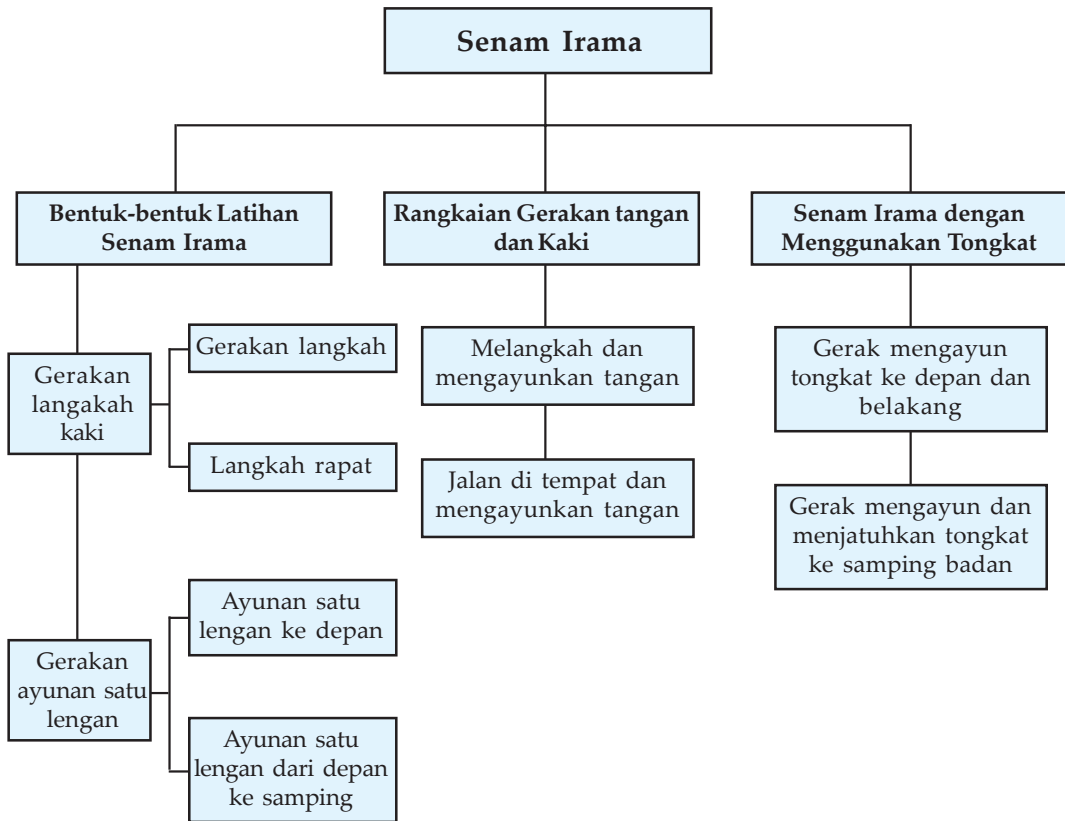 Senam Irama
Bentuk-bentuk Latihan
Senam Irama
Gerakan
langakah
kaki
Gerakan langkah
Langkah rapat
Gerakan
ayunan satu
lengan
Ayunan satu
lengan ke depan
Ayunan satu
lengan dari depan
ke samping
Rangkaian Gerakan tangan
dan Kaki
Melangkah dan
mengayunkan tangan
Jalan di tempat dan
mengayunkan tangan
Senam Irama dengan
Menggunakan Tongkat
Gerak mengayun
tongkat ke depan dan
belakang
Gerak mengayun dan
menjatuhkan tongkat
ke samping badan